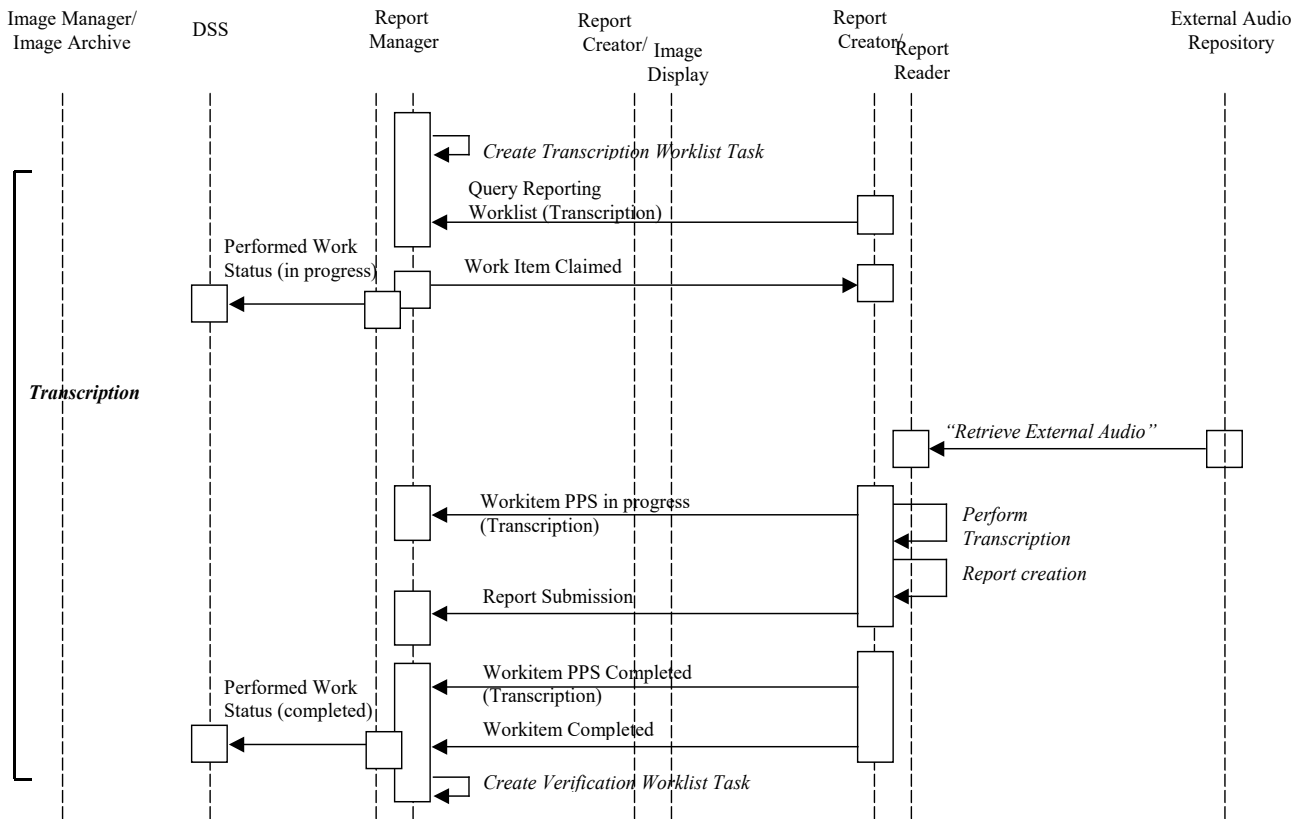 Image Manager/
Image Archive
DSS
Report
Manager
Report
Creator/
Image
Display
Report
Creator/
Report
Reader
External Audio
Repository
Create Transcription Worklist Task
Query Reporting
Worklist (Transcription)
Performed Work
Status (in progress)
Work Item Claimed
Transcription
“Retrieve External Audio”
Workitem PPS in progress
(Transcription)
Perform
Transcription
Report creation
Report Submission
Workitem PPS Completed
(Transcription)
Performed Work
Status (completed)
Workitem Completed
Create Verification Worklist Task